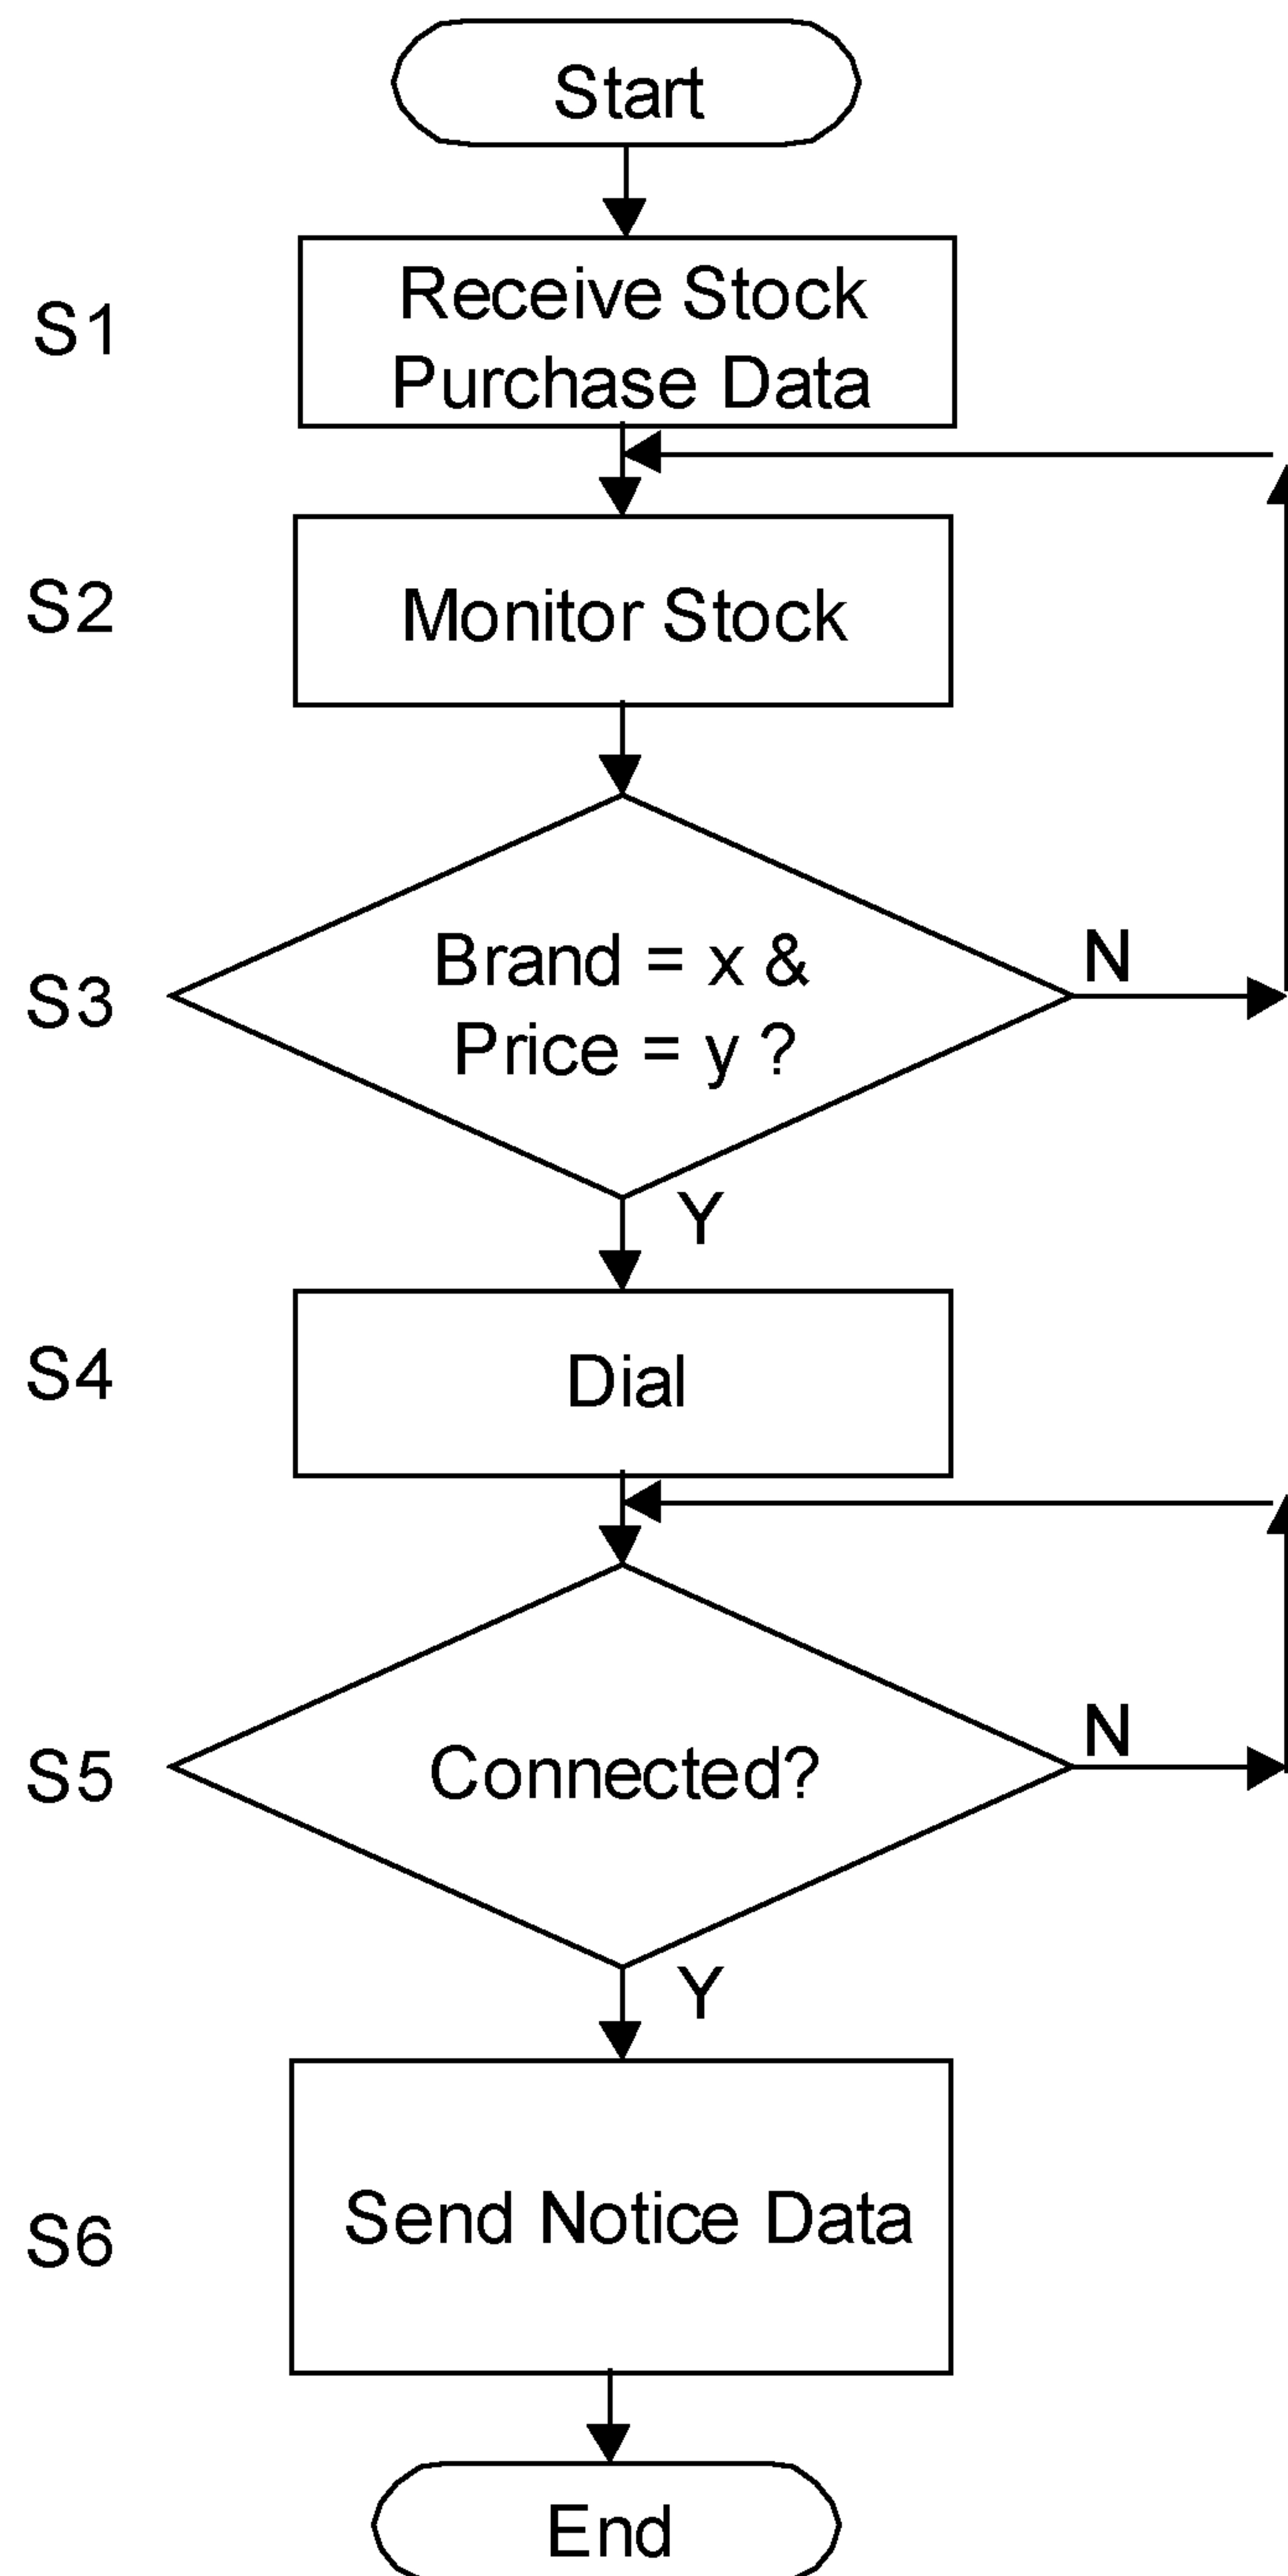 Start
S1
Receive Stock
Purchase Data
S2
Monitor Stock
S3
Brand = x &
Price = y ?
N
Y
S4
Dial
S5
Connected?
N
Y
S6
Send Notice Data
End